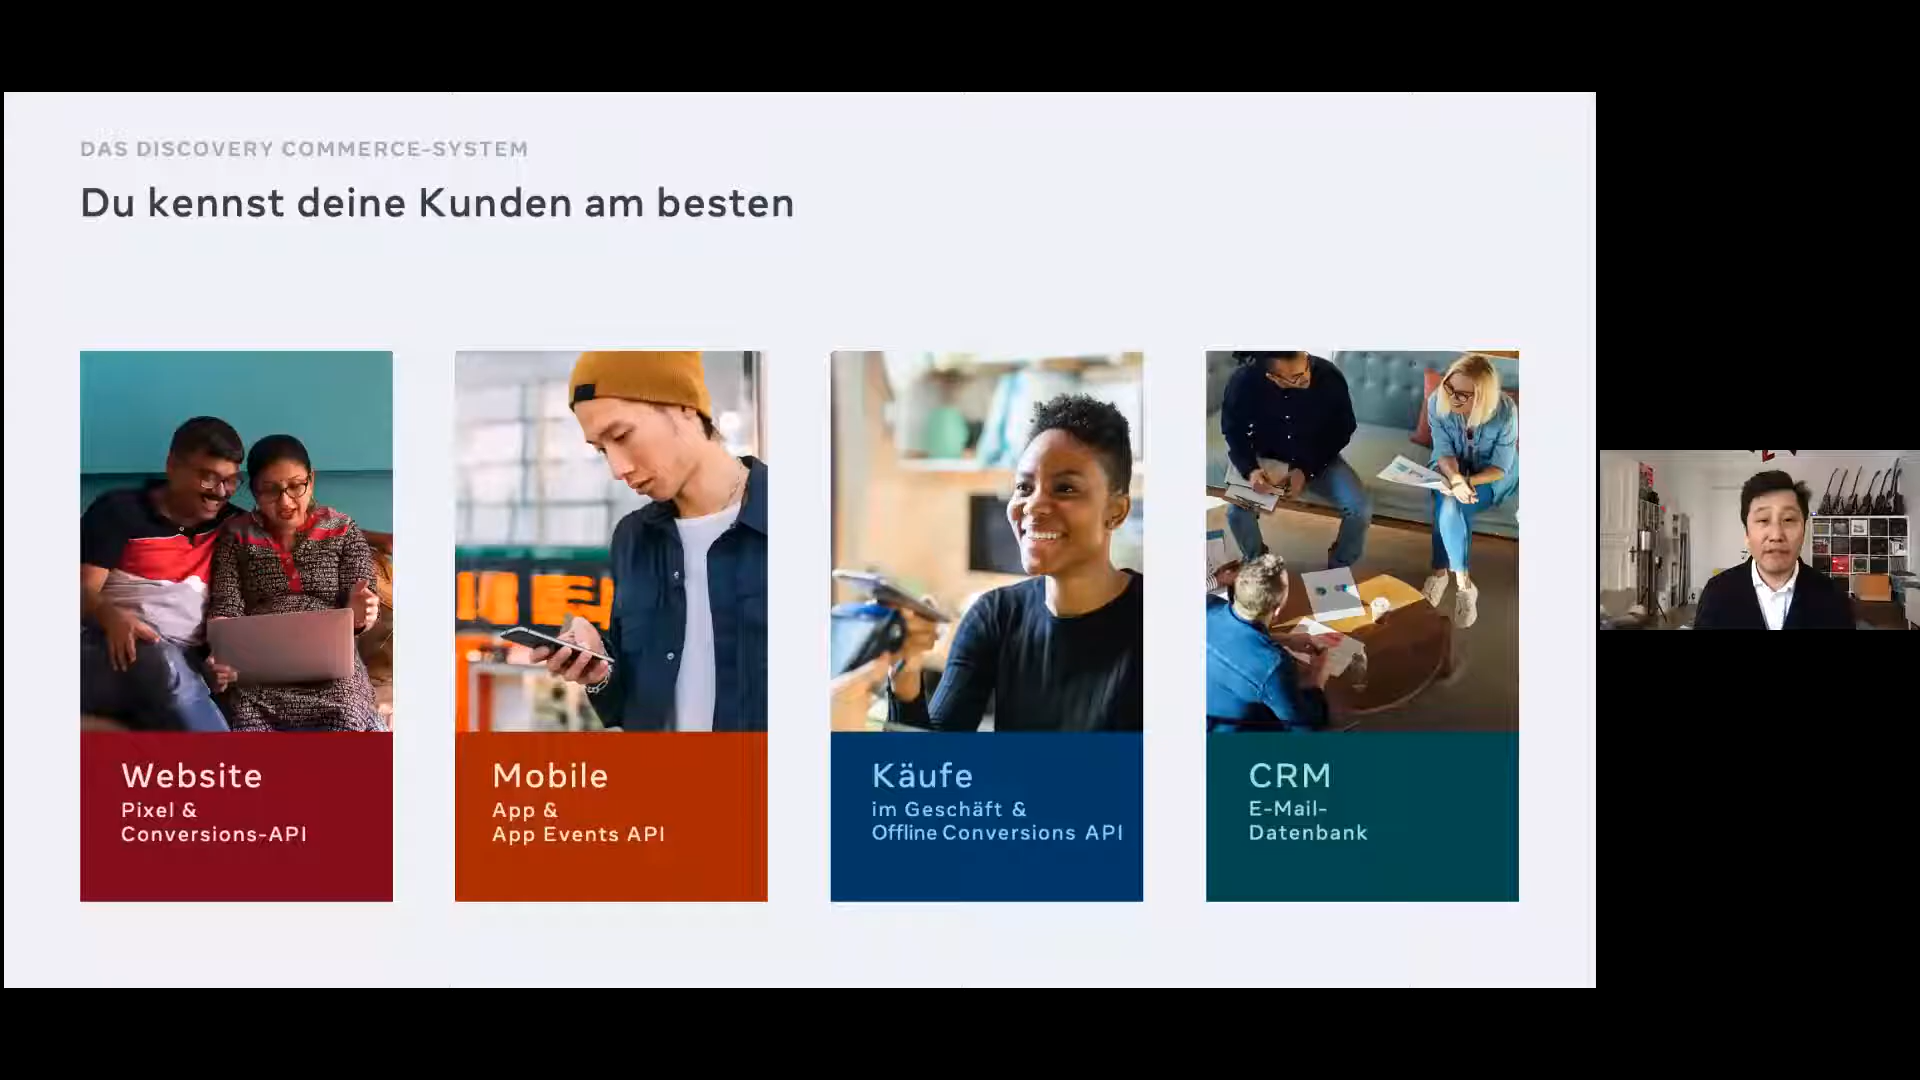 DAS DISCOVERY COMMERCE-SYSTEM
Du kennst deine Kunden am besten
Website
Pixel &
Conversions-API
Mobile
App &
App Events API
Käufe
im Geschäft &
Offline Conversions API
CRM
E-Mail-
Datenbank